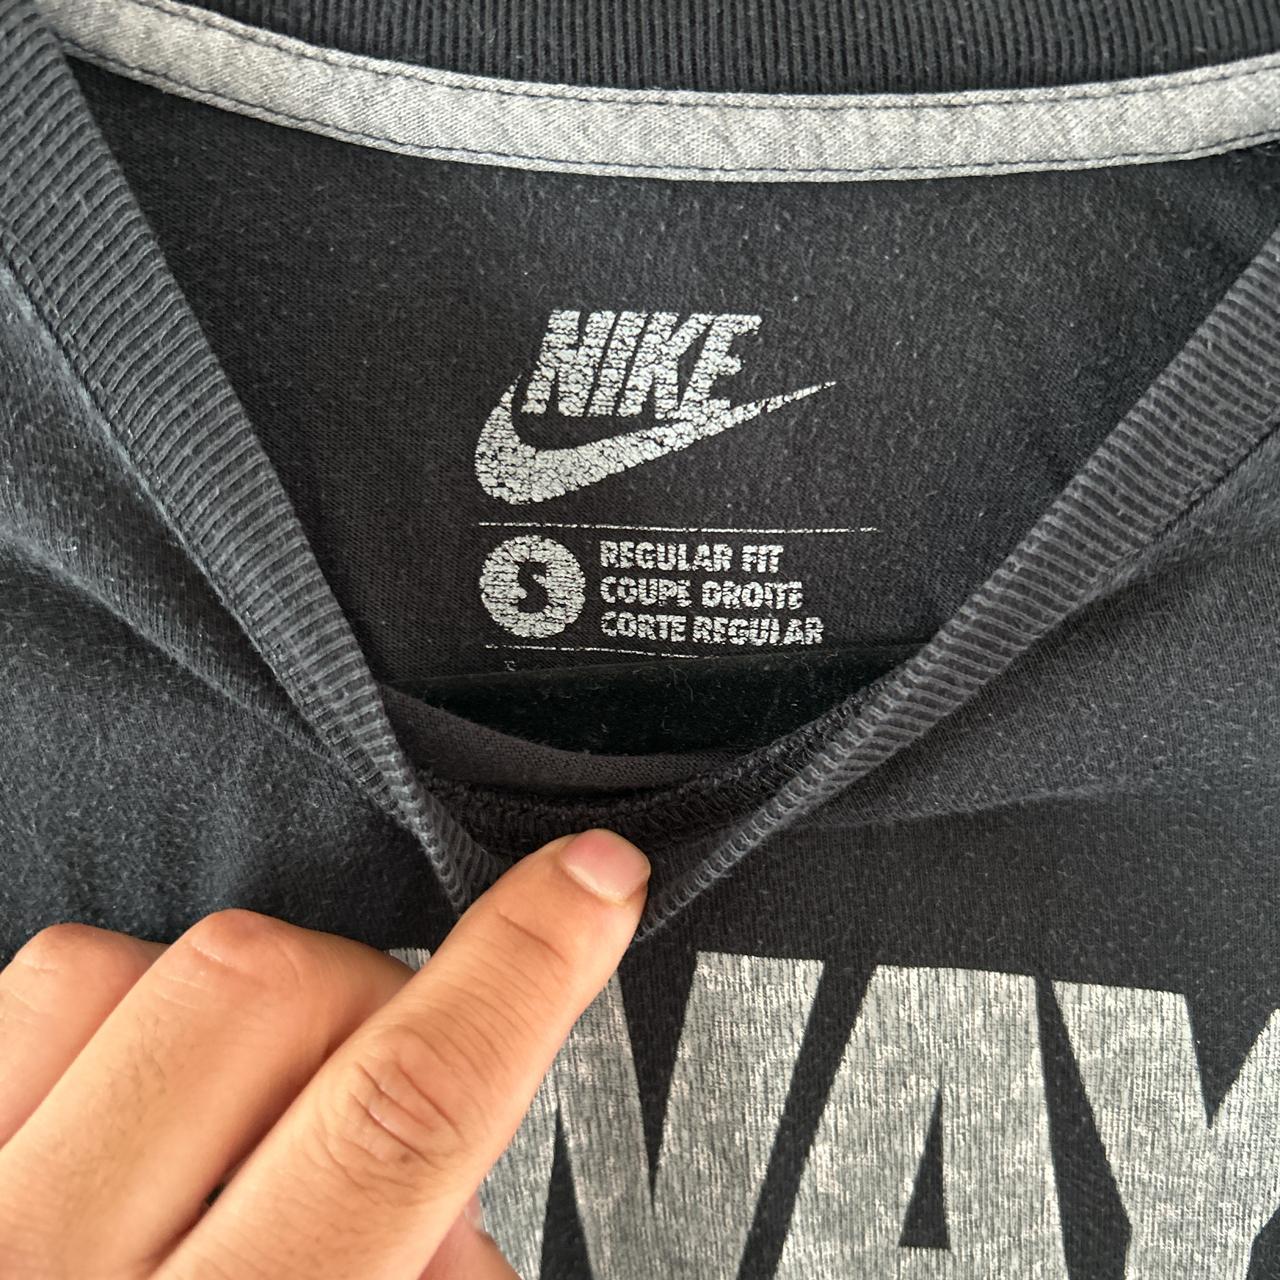 NIKE
S
REGULAR FIT
COUPE DROITE
CORTE REGULAR
WAY